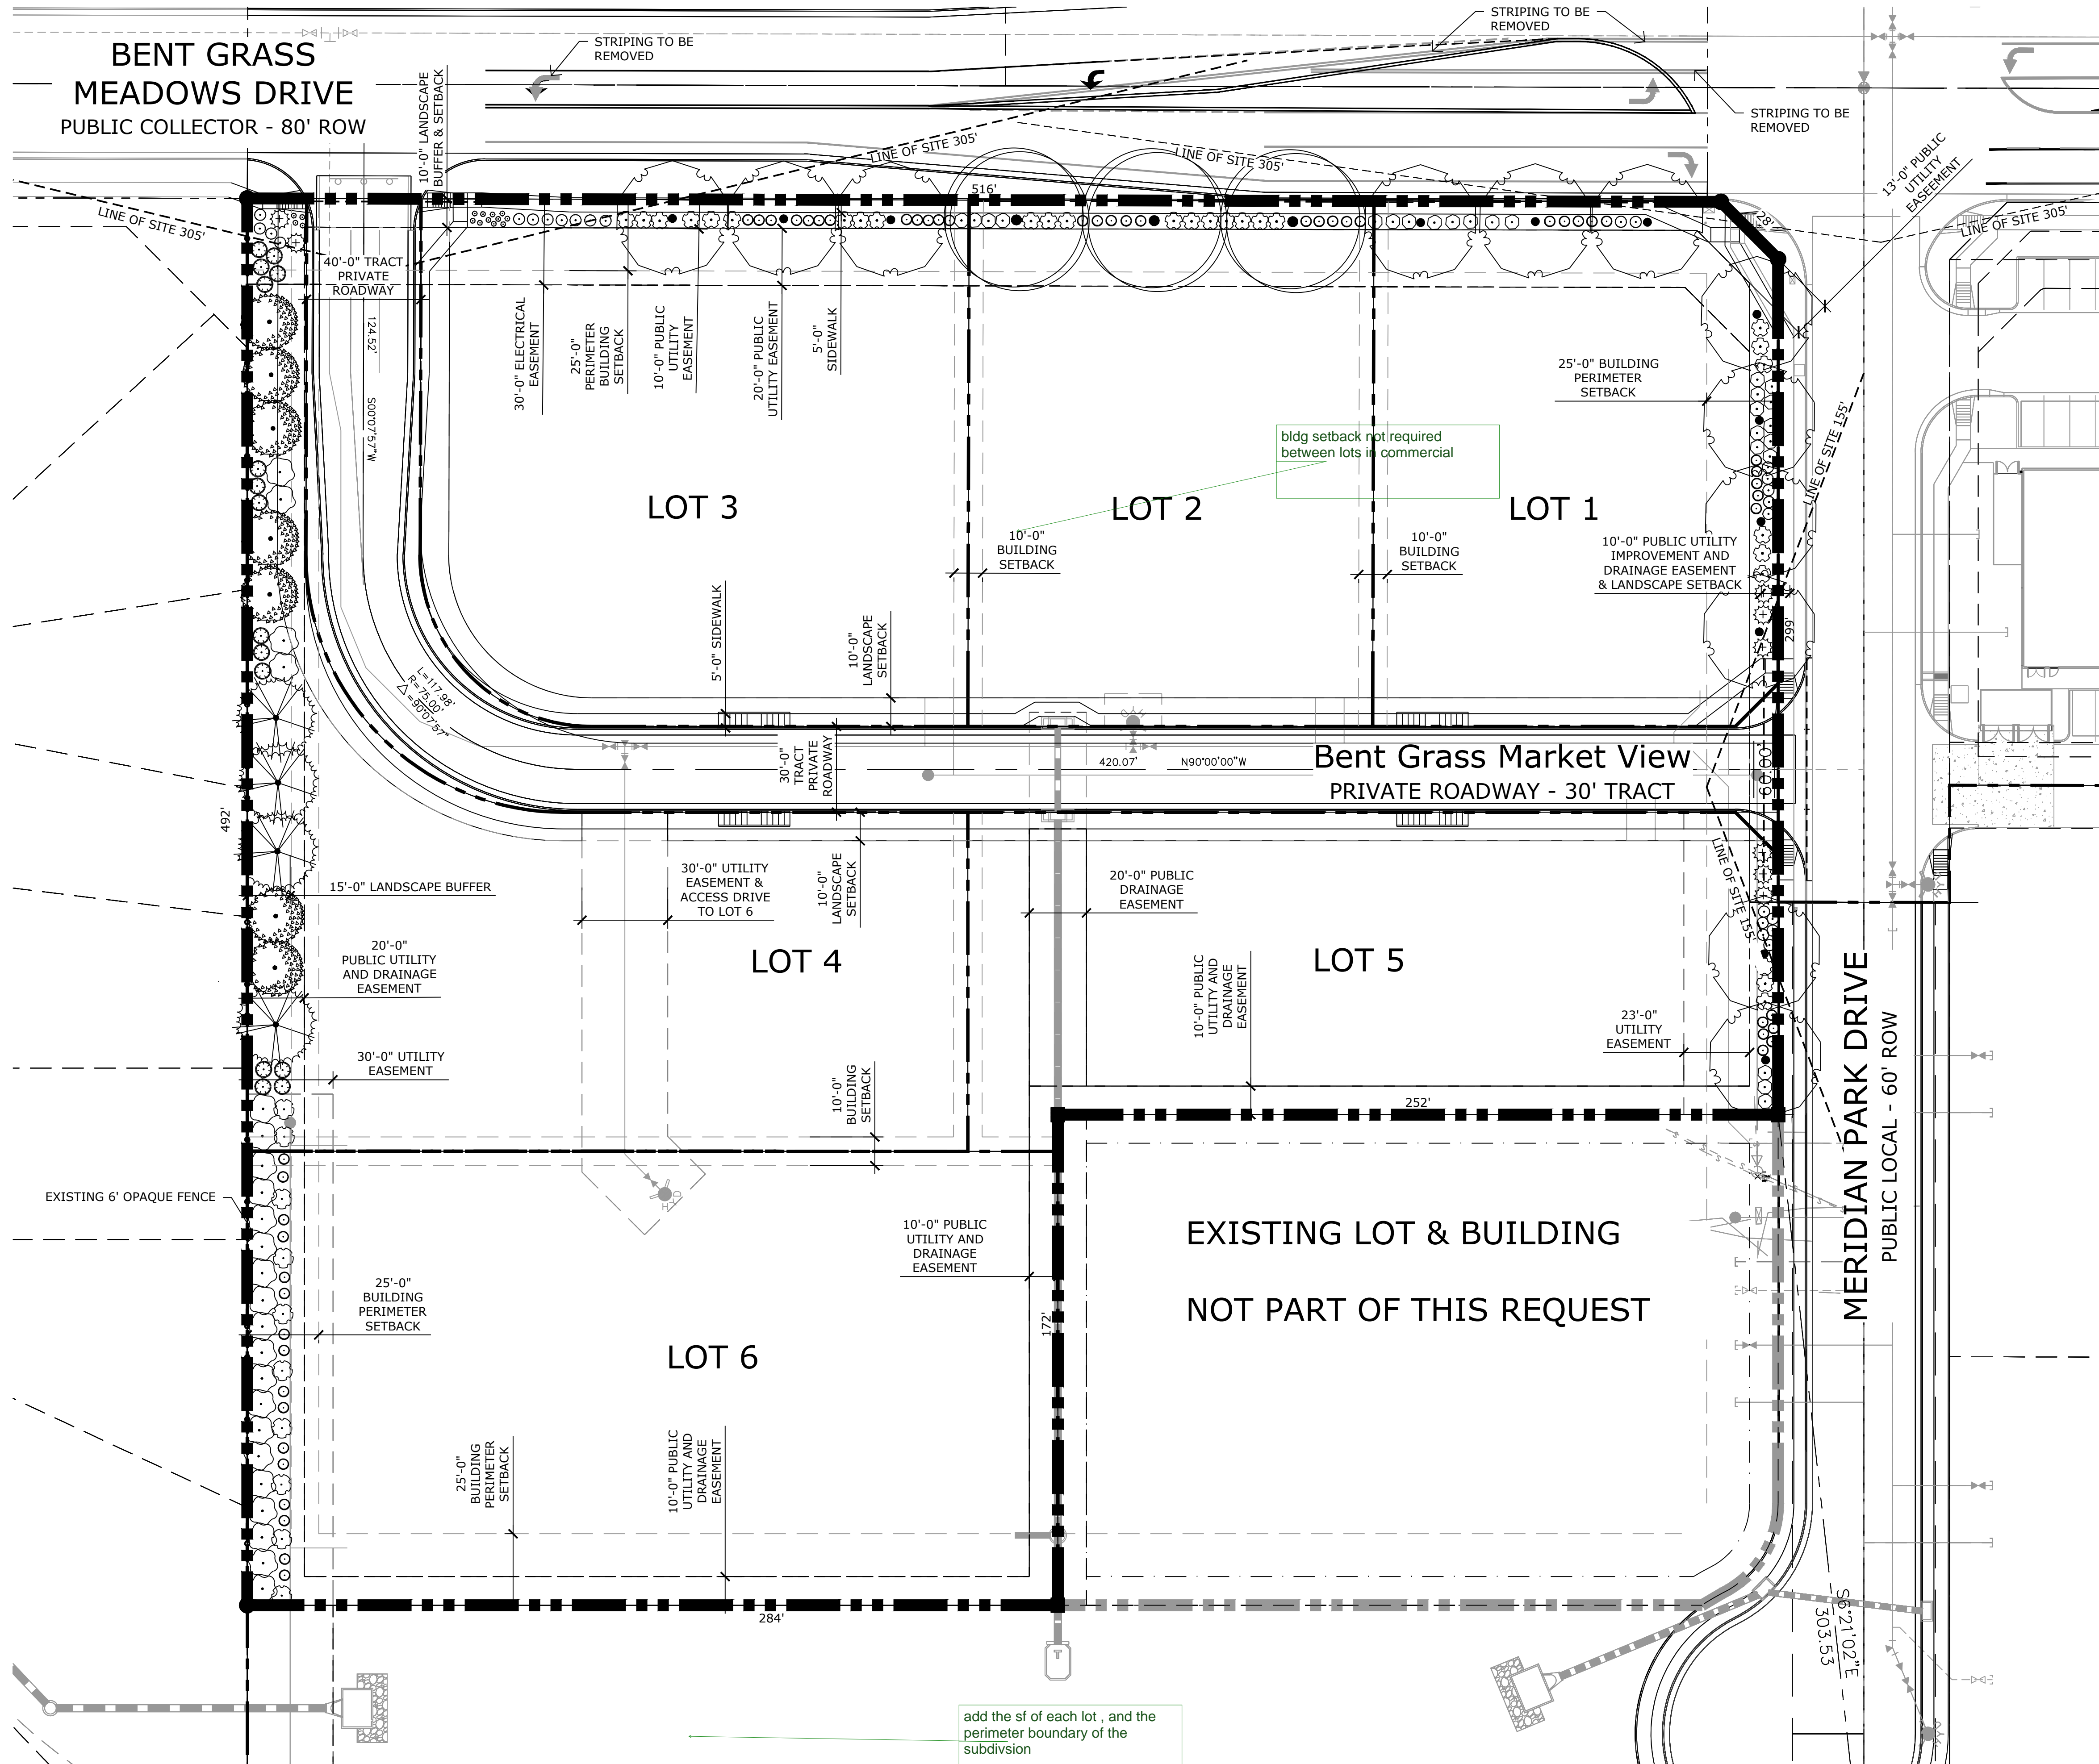 BENT GRASS
MEADOWS DRIVE
PUBLIC COLLECTOR - 80' ROW
STRIPING TO BE
REMOVED
STRIPING TO BE
REMOVED
STRIPING TO BE
REMOVED
10'-0" LANDSCAPE
BUFFER & SETBACK
LINE OF SITE 305'
LINE OF SITE 305'
LINE OF SITE 305'
LINE OF SITE 305'
13'-0" PUBLIC
UTILITY
EASEMENT
516'
28'
40'-0" TRACT
PRIVATE
ROADWAY
124.52'
S00°07'57"W
30'-0" ELECTRICAL
EASEMENT
25'-0"
PERIMETER
BUILDING
SETBACK
10'-0" PUBLIC
UTILITY
EASEMENT
20'-0" PUBLIC
UTILITY EASEMENT
5'-0"
SIDEWALK
25'-0" BUILDING
PERIMETER
SETBACK
LINE OF SITE 155'
bldg setback not required
between lots in commercial
LOT 3
LOT 2
LOT 1
10'-0"
BUILDING
SETBACK
10'-0"
BUILDING
SETBACK
10'-0" PUBLIC UTILITY
IMPROVEMENT AND
DRAINAGE EASEMENT
& LANDSCAPE SETBACK
299'
5'-0" SIDEWALK
10'-0"
LANDSCAPE
SETBACK
L=117.98'
R=75.00'
△=90°07'57"
30'-0"
TRACT
PRIVATE
ROADWAY
HYD
420.07'
N90°00'00"W
Bent Grass Market View
PRIVATE ROADWAY - 30' TRACT
60.00'
492'
LINE OF SITE 155'
15'-0" LANDSCAPE BUFFER
30'-0" UTILITY
EASEMENT &
ACCESS DRIVE
TO LOT 6
10'-0"
LANDSCAPE
SETBACK
20'-0" PUBLIC
DRAINAGE
EASEMENT
20'-0"
PUBLIC UTILITY
AND DRAINAGE
EASEMENT
LOT 4
LOT 5
10'-0" PUBLIC
UTILITY AND
DRAINAGE
EASEMENT
23'-0"
UTILITY
EASEMENT
30'-0" UTILITY
EASEMENT
10'-0"
BUILDING
SETBACK
252'
MERIDIAN PARK DRIVE
PUBLIC LOCAL - 60' ROW
EXISTING 6' OPAQUE FENCE
HYD
10'-0" PUBLIC
UTILITY AND
DRAINAGE
EASEMENT
EXISTING LOT & BUILDING
NOT PART OF THIS REQUEST
25'-0"
BUILDING
PERIMETER
SETBACK
172'
LOT 6
25'-0"
BUILDING
PERIMETER
SETBACK
10'-0" PUBLIC
UTILITY AND
DRAINAGE
EASEMENT
284'
S6°21'02"E
303.53
add the sf of each lot , and the
perimeter boundary of the
subdivsion